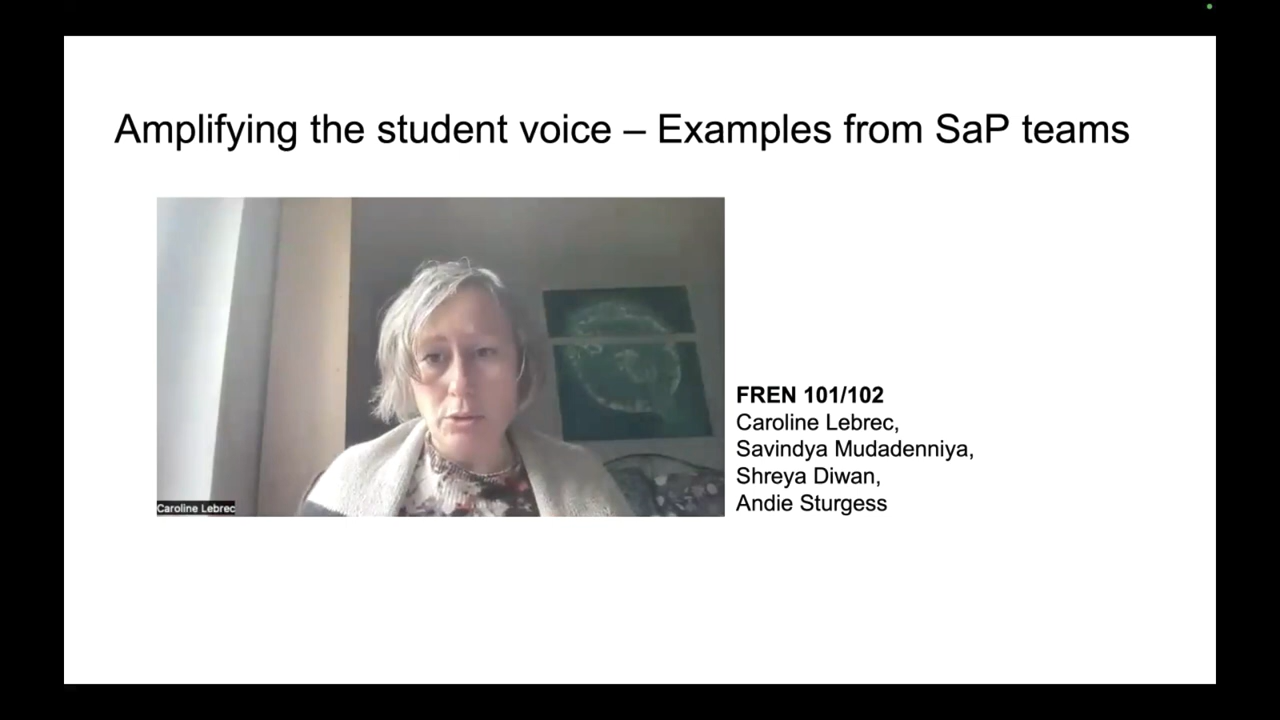 Amplifying the student voice – Examples from SaP teams
Caroline Lebrec
FREN 101/102
Caroline Lebrec,
Savindya Mudadenniya,
Shreya Diwan,
Andie Sturgess